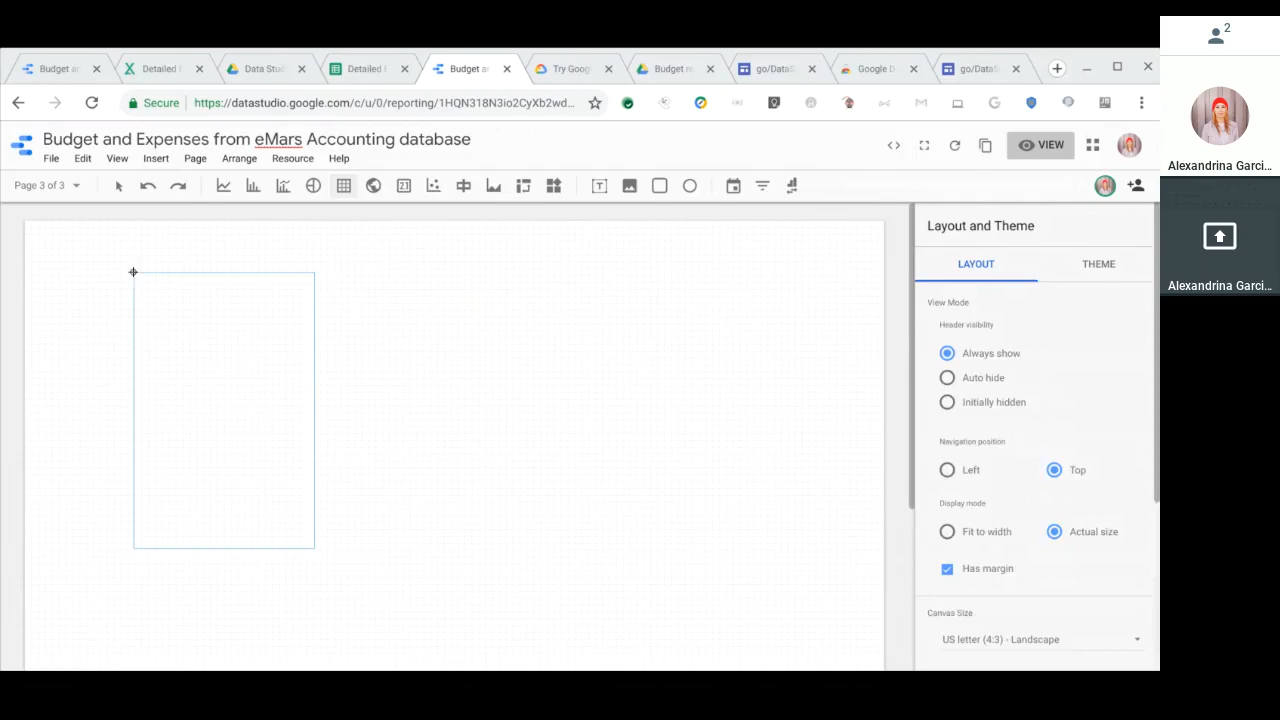 2
Budget an
Detailed
Data Stud
Detailed
Budget an
Try Goog
Budget m
go/DataS
Google D
go/DataS
Secure
https://datastudio.google.com/c/u/0/reporting/1HQN318N3io2CyXb2wd...
Budget and Expenses from eMars Accounting database
File Edit View Insert Page Arrange Resource Help
VIEW
Page 3 of 3
Layout and Theme
LAYOUT THEME
View Mode
Header visibility
Always show
Auto hide
Initially hidden
Navigation position
Left Top
Display mode
Fit to width Actual size
Has margin
Canvas Size
US letter (4:3) - Landscape
Alexandrina Garci...
Alexandrina Garci...